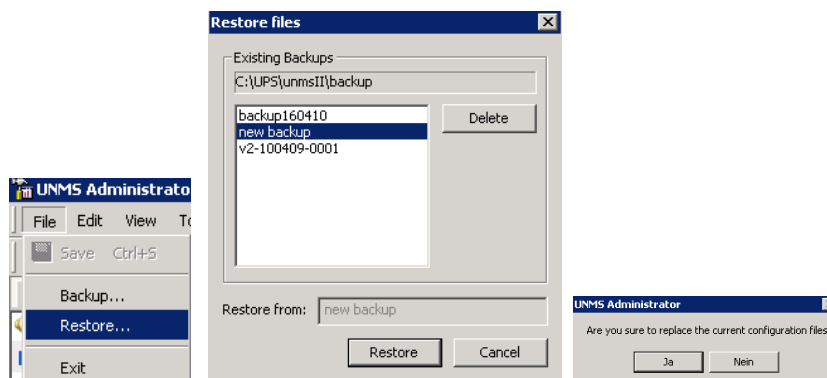 UNMS Administrato
File Edit View To
Save Ctrl+S
Backup...
Restore...
Exit
Restore files
Existing Backups
C:\UPS\unmsII\backup
backup160410
new backup
v2-100409-0001
Delete
Restore from: new backup
Restore Cancel
UNMS Administrator
Are you sure to replace the current configuration files
Ja Nein